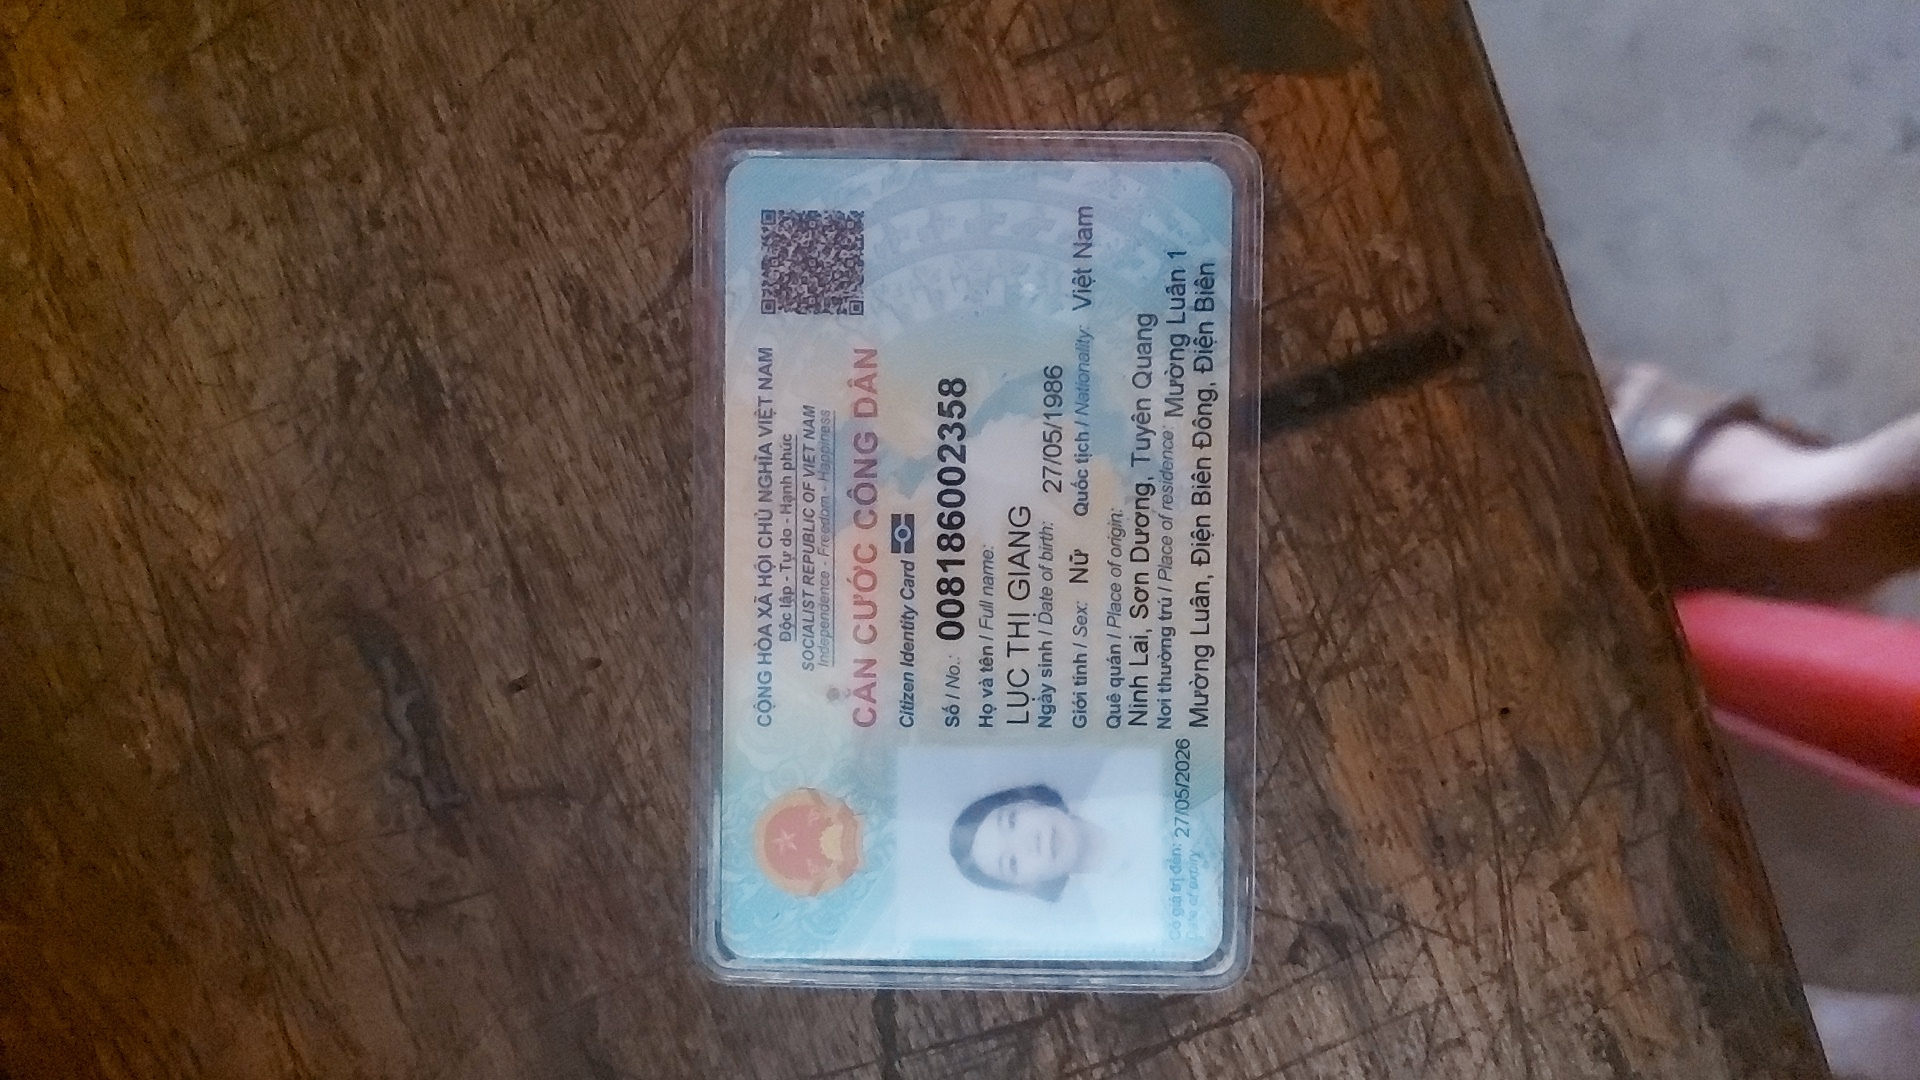 CỘNG HÒA XÃ HỘI CHỦ NGHĨA VIỆT NAM
Độc lập - Tự do - Hạnh phúc
SOCIALIST REPUBLIC OF VIET NAM
Independence - Freedom - Happiness
CĂN CƯỚC CÔNG DÂN
Citizen Identity Card
Số / No.: 008186002358
Họ và tên / Full name:
LỤC THỊ GIANG
Ngày sinh / Date of birth: 27/05/1986
Giới tính / Sex: Nữ Quốc tịch / Nationality: Việt Nam
Quê quán / Place of origin:
Ninh Lai, Sơn Dương, Tuyên Quang
Nơi thường trú / Place of residence: Mường Luân 1
Mường Luân, Điện Biên Đông, Điện Biên
Có giá trị đến: 27/05/2026
Date of expiry